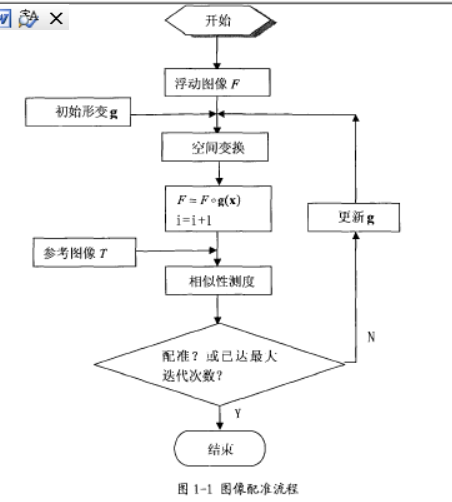 开始
浮动图像 F
初始形变g
空间变换
F≃F∘g(x)
i=i+1
更新g
参考图像 T
相似性测度
N
配准？或已达最大
迭代次数？
Y
结束
图 1-1 图像配准流程